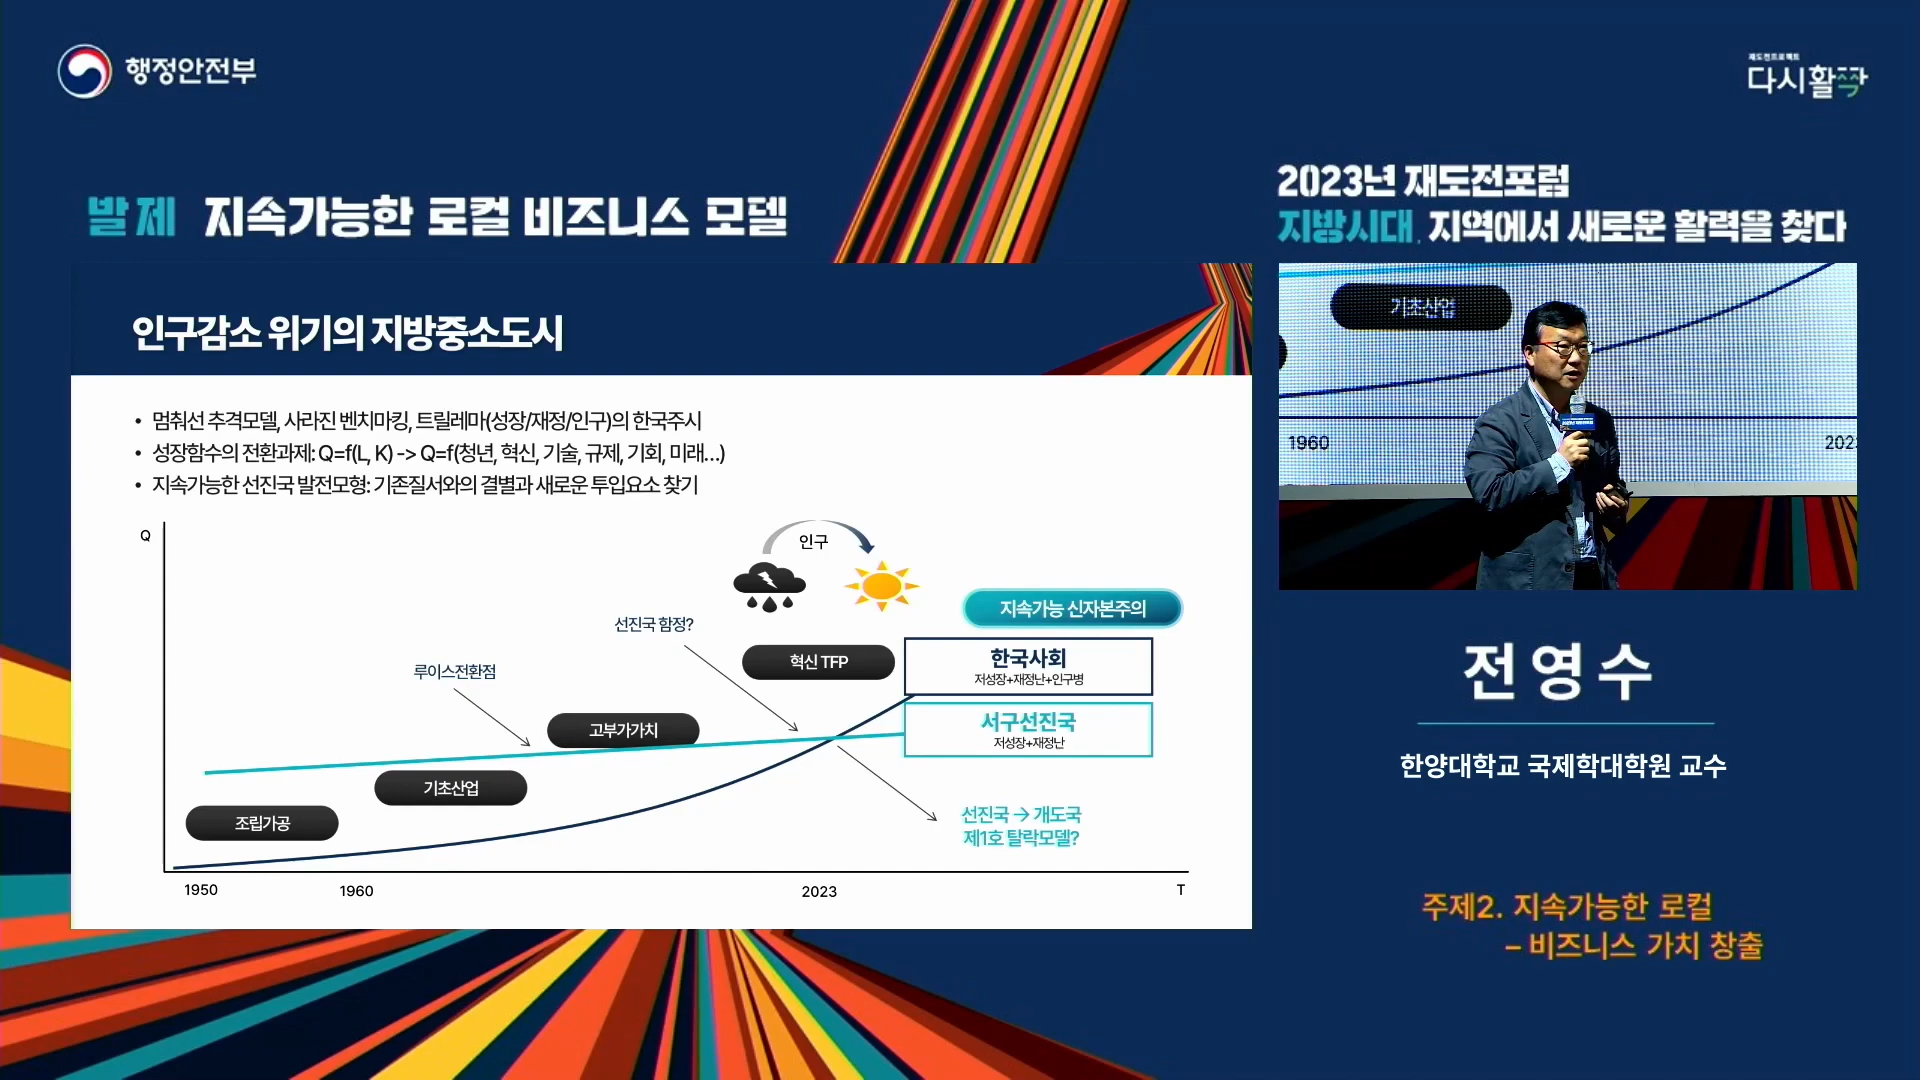 행정안전부
재도전프로젝트
다시활짝
발제 지속가능한 로컬 비즈니스 모델
2023년 재도전포럼
지방시대, 지역에서 새로운 활력을 찾다
인구감소 위기의 지방중소도시
• 멈춰선 추격모델, 사라진 벤치마킹, 트릴레마(성장/재정/인구)의 한국주시
• 성장함수의 전환과제: Q=f(L, K) -> Q=f(청년, 혁신, 기술, 규제, 기회, 미래…)
• 지속가능한 선진국 발전모형: 기존질서와의 결별과 새로운 투입요소 찾기
Q
인구
지속가능 신자본주의
선진국 함정?
혁신 TFP
한국사회
저성장+재정난+인구병
루이스전환점
고부가가치
서구선진국
저성장+재정난
기초산업
조립가공
선진국 → 개도국
제1호 탈락모델?
1950
1960
2023
T
기초산업
1960
202
전영수
한양대학교 국제학대학원 교수
주제2. 지속가능한 로컬
– 비즈니스 가치 창출